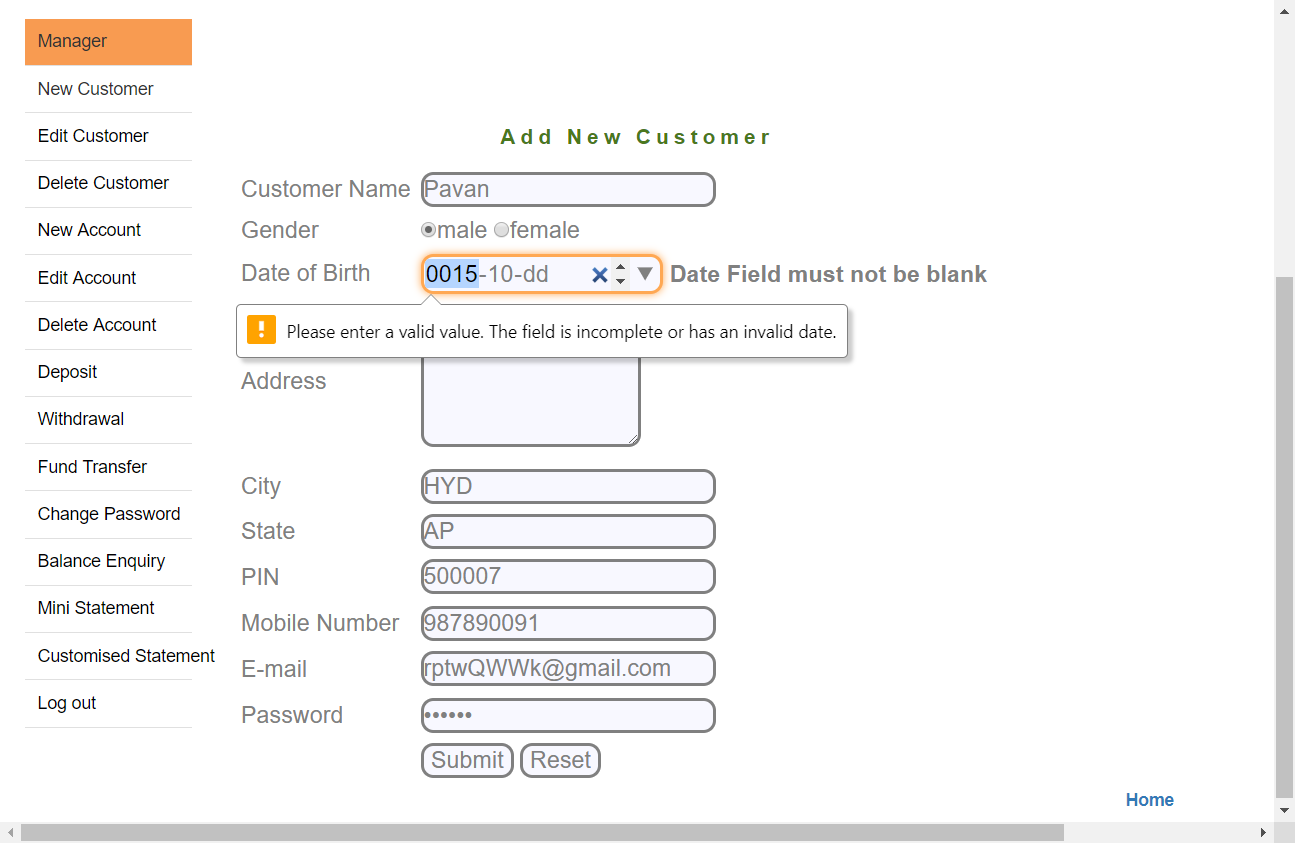 Manager
New Customer
Edit Customer
Delete Customer
New Account
Edit Account
Delete Account
Deposit
Withdrawal
Fund Transfer
Change Password
Balance Enquiry
Mini Statement
Customised Statement
Log out
Add New Customer
Customer Name Pavan
Gender male female
Date of Birth 0015-10-dd Date Field must not be blank
Please enter a valid value. The field is incomplete or has an invalid date.
Address
City HYD
State AP
PIN 500007
Mobile Number 987890091
E-mail rptwQWWk@gmail.com
Password ••••••
Submit Reset
Home